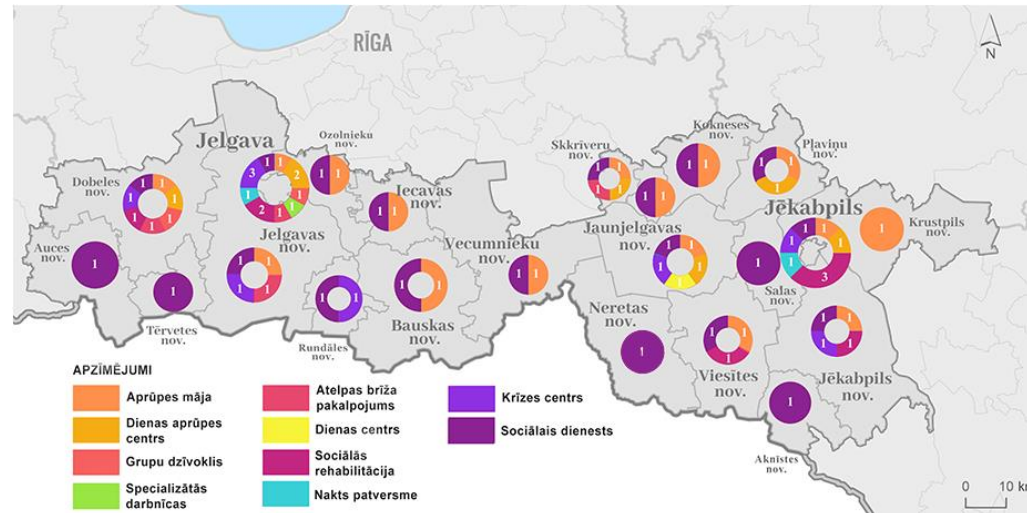 RĪGA
N
Jelgava
Ozolnieku
nov.
Dobeles
nov.
Iecavas
nov.
Auces
nov.
Jelgavas
nov.
Vecumnieku
nov.
Tērvetes
nov.
Rundāles
nov.
Bauskas
nov.
Skkrīveru
nov.
Kokneses
nov.
Pļaviņu
nov.
Jēkabpils
Krustpils
nov.
Jaunjelgavas
nov.
Salas
nov.
Neretas
nov.
Viesītes
nov.
Jēkabpils
nov.
Aknīstes
nov.
APZĪMĒJUMI
Aprūpes māja
Dienas aprūpes
centrs
Grupu dzīvoklis
Specializētās
darbnīcas
Atelpas brīža
pakalpojums
Dienas centrs
Sociālās
rehabilitācija
Nakts patversme
Krīzes centrs
Sociālais dienests
0 10 km